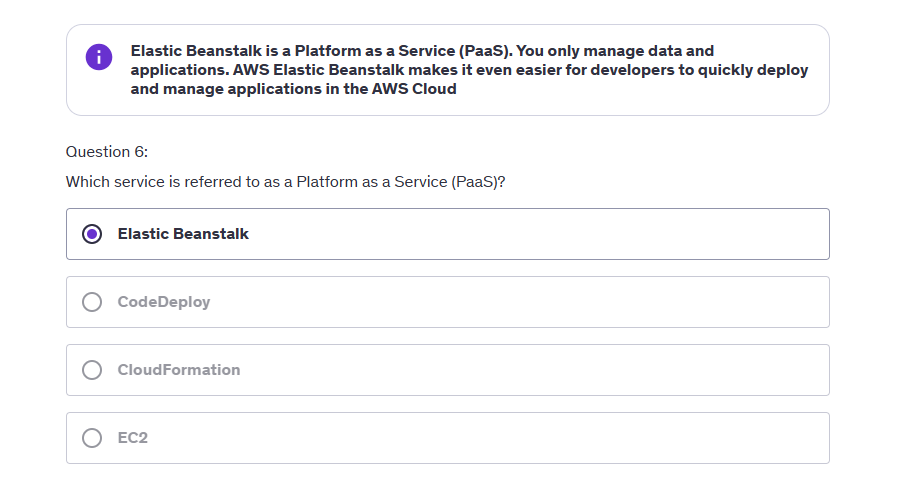 Elastic Beanstalk is a Platform as a Service (PaaS). You only manage data and
applications. AWS Elastic Beanstalk makes it even easier for developers to quickly deploy
and manage applications in the AWS Cloud
Question 6:
Which service is referred to as a Platform as a Service (PaaS)?
Elastic Beanstalk
CodeDeploy
CloudFormation
EC2